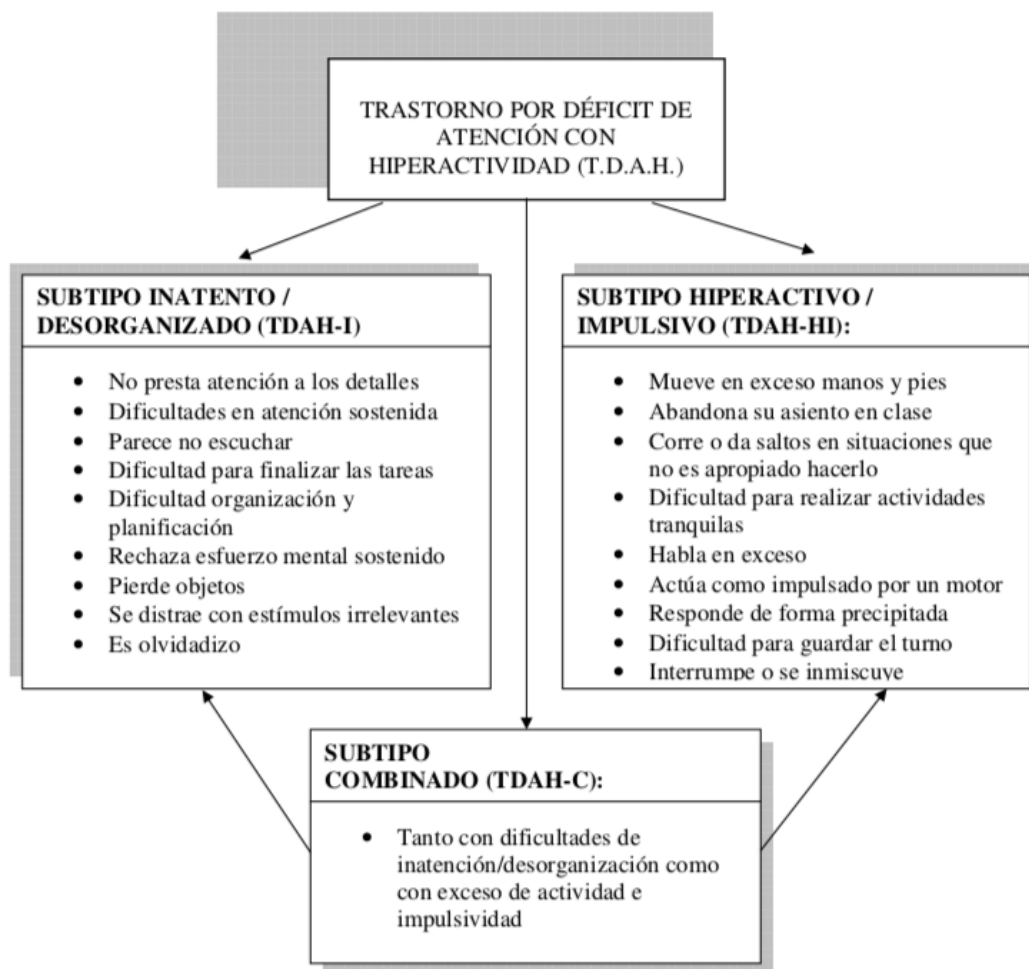 TRASTORNO POR DÉFICIT DE
ATENCIÓN CON
HIPERACTIVIDAD (T.D.A.H.)
SUBTIPO INATENTO /
DESORGANIZADO (TDAH-I)
• No presta atención a los detalles
• Dificultades en atención sostenida
• Parece no escuchar
• Dificultad para finalizar las tareas
• Dificultad organización y
planificación
• Rechaza esfuerzo mental sostenido
• Pierde objetos
• Se distrae con estímulos irrelevantes
• Es olvidadizo
SUBTIPO HIPERACTIVO /
IMPULSIVO (TDAH-HI):
• Mueve en exceso manos y pies
• Abandona su asiento en clase
• Corre o da saltos en situaciones que
no es apropiado hacerlo
• Dificultad para realizar actividades
tranquilas
• Habla en exceso
• Actúa como impulsado por un motor
• Responde de forma precipitada
• Dificultad para guardar el turno
• Interrumpe o se inmiscuye
SUBTIPO
COMBINADO (TDAH-C):
• Tanto con dificultades de
inatención/desorganización como
con exceso de actividad e
impulsividad